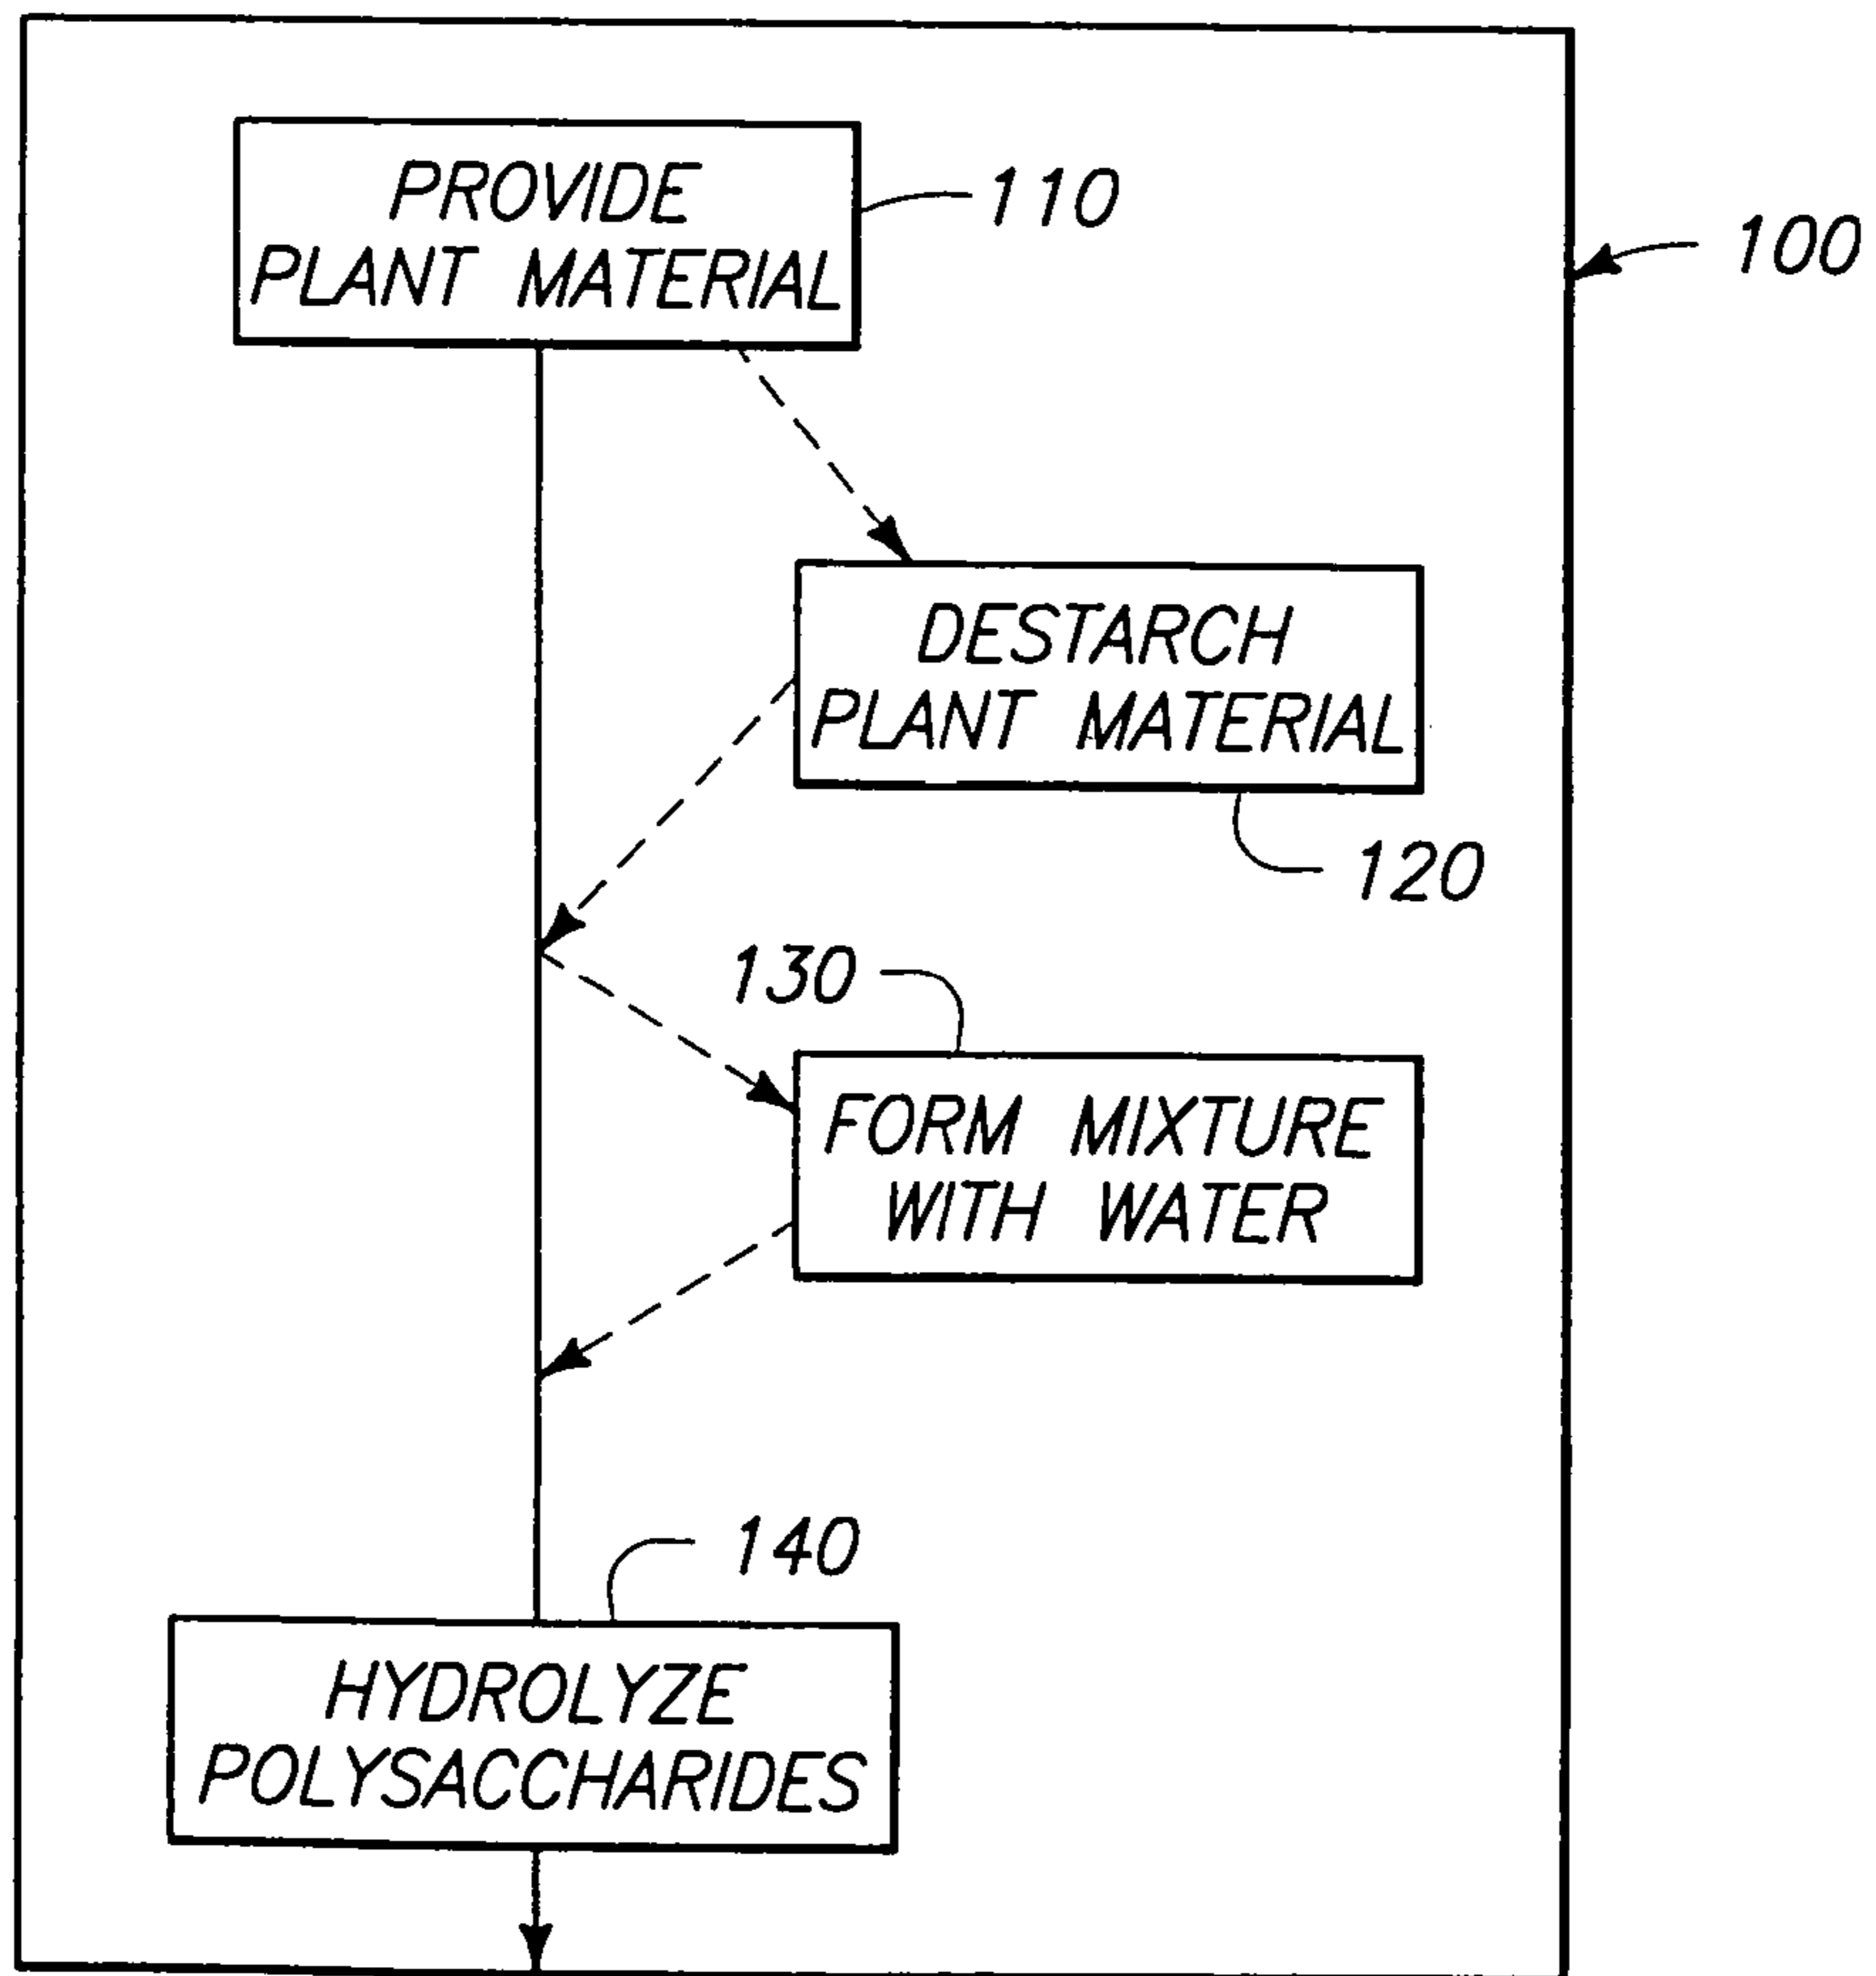 PROVIDE
PLANT MATERIAL
110
100
DESTARCH
PLANT MATERIAL
120
130
FORM MIXTURE
WITH WATER
140
HYDROLYZE
POLYSACCHARIDES